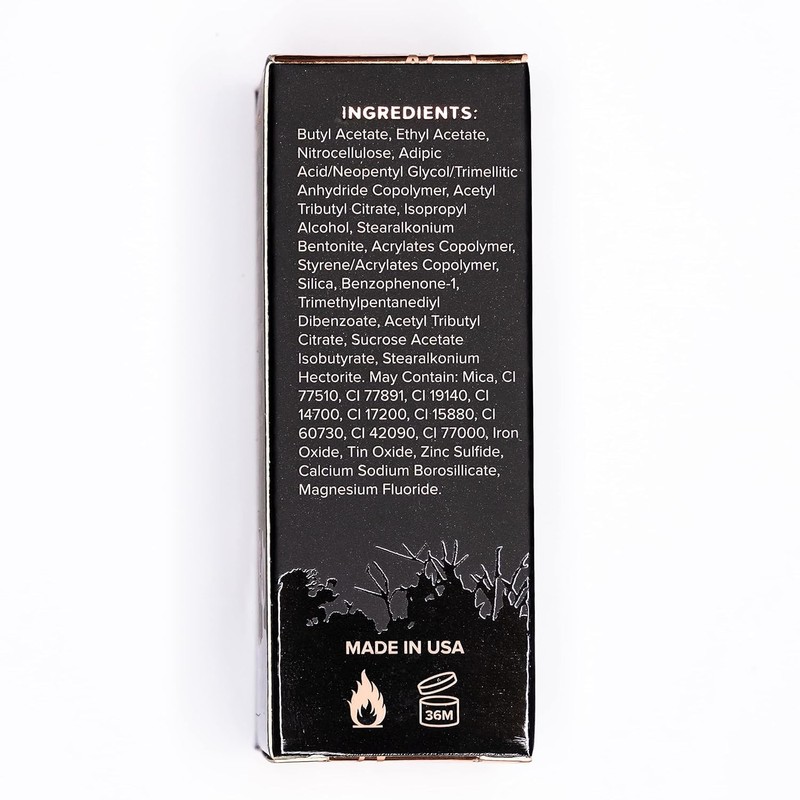 INGREDIENTS:
Butyl Acetate, Ethyl Acetate,
Nitrocellulose, Adipic
Acid/Neopentyl Glycol/Trimellitic
Anhydride Copolymer, Acetyl
Tributyl Citrate, Isopropyl
Alcohol, Stearalkonium
Bentonite, Acrylates Copolymer,
Styrene/Acrylates Copolymer,
Silica, Benzophenone-1,
Trimethylpentanediyl
Dibenzoate, Acetyl Tributyl
Citrate, Sucrose Acetate
Isobutyrate, Stearalkonium
Hectorite. May Contain: Mica, CI
77510, CI 77891, CI 19140, CI
14700, CI 17200, CI 15880, CI
60730, CI 42090, CI 77000, Iron
Oxide, Tin Oxide, Zinc Sulfide,
Calcium Sodium Borosillicate,
Magnesium Fluoride.
MADE IN USA
36M